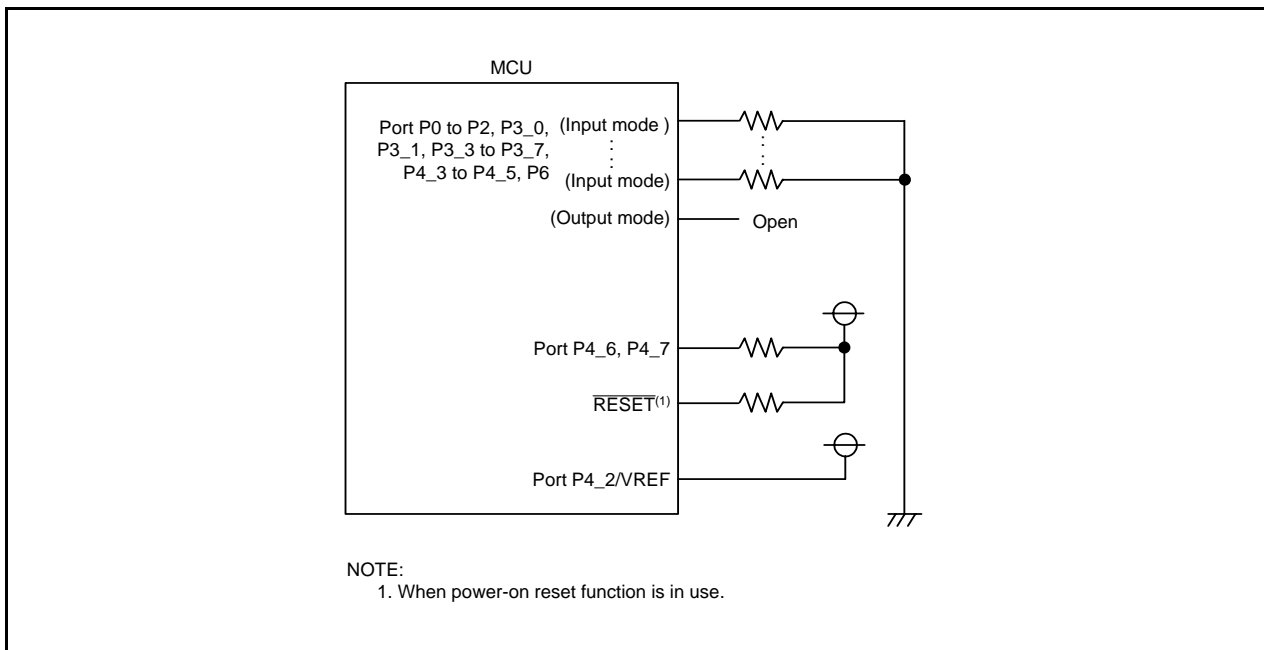 MCU
Port P0 to P2, P3_0,
P3_1, P3_3 to P3_7,
P4_3 to P4_5, P6
(Input mode )
(Input mode)
(Output mode)
Open
Port P4_6, P4_7
RESET(1)
Port P4_2/VREF
NOTE:
1. When power-on reset function is in use.